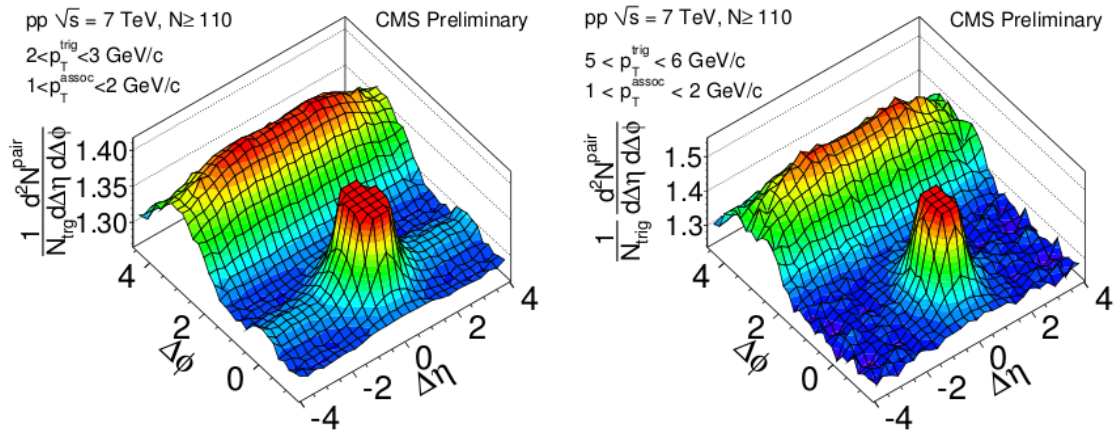 pp √s = 7 TeV, N≥ 110
CMS Preliminary
2<p_T^trig<3 GeV/c
1<p_T^assoc<2 GeV/c
1/N_trig d²N^pair/dΔη dΔϕ
1.40
1.35
1.30
4
2
0
Δϕ
-4
-2
0
2
4
Δη
pp √s = 7 TeV, N≥ 110
CMS Preliminary
5 < p_T^trig < 6 GeV/c
1 < p_T^assoc < 2 GeV/c
1/N_trig d²N^pair/dΔη dΔϕ
1.5
1.4
1.3
4
2
0
Δϕ
-4
-2
0
2
4
Δη